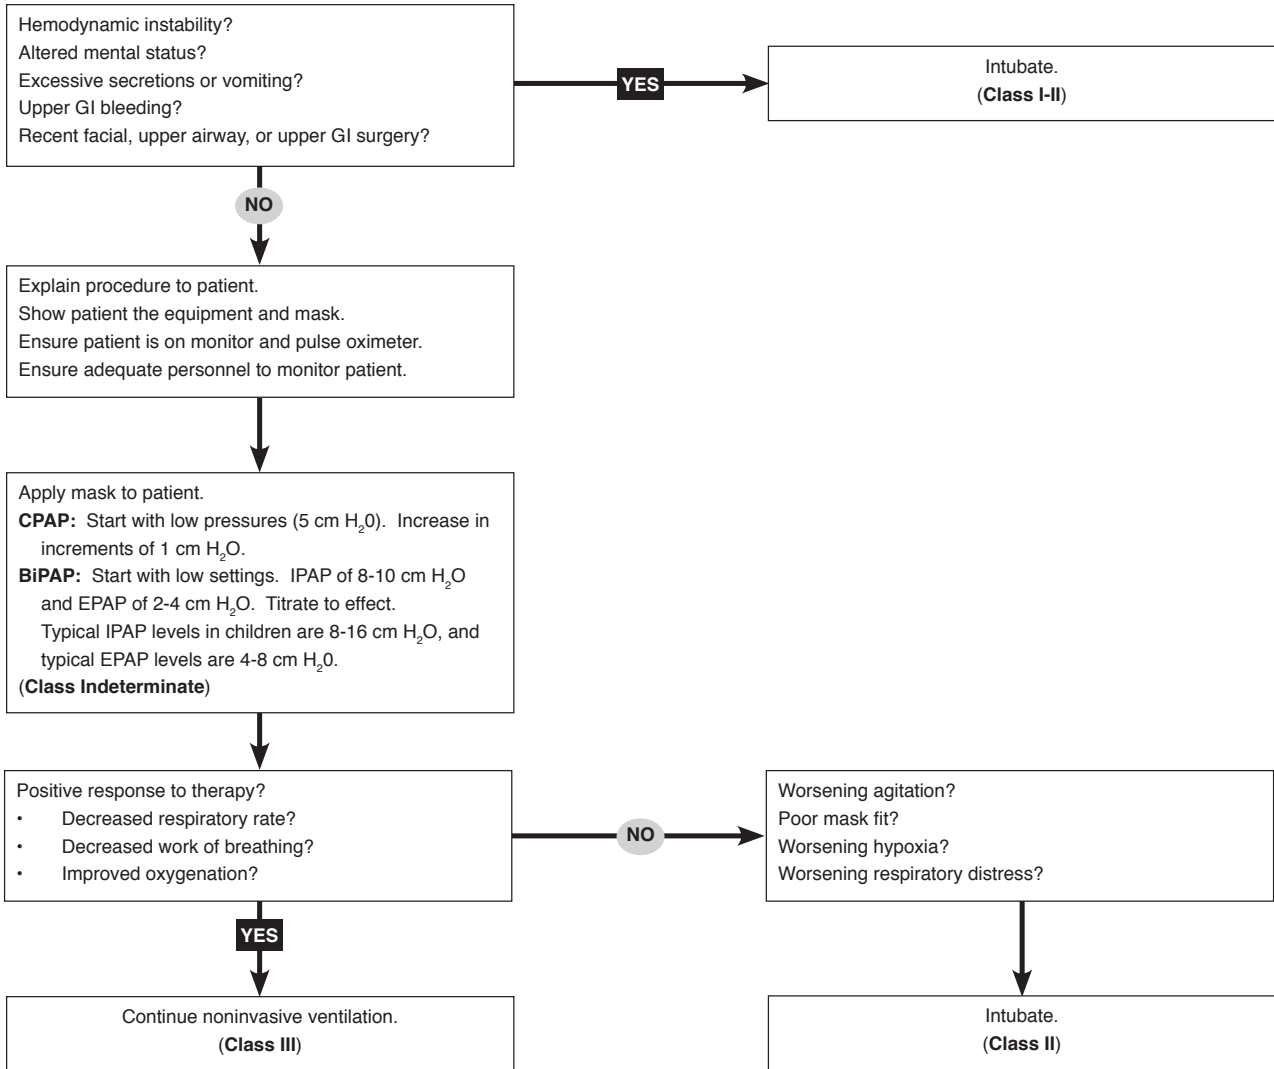 Hemodynamic instability?
Altered mental status?
Excessive secretions or vomiting?
Upper GI bleeding?
Recent facial, upper airway, or upper GI surgery?
YES
Intubate.
(Class I-II)
NO
Explain procedure to patient.
Show patient the equipment and mask.
Ensure patient is on monitor and pulse oximeter.
Ensure adequate personnel to monitor patient.
Apply mask to patient.
CPAP: Start with low pressures (5 cm H₂0). Increase in
increments of 1 cm H₂O.
BiPAP: Start with low settings. IPAP of 8-10 cm H₂O
and EPAP of 2-4 cm H₂O. Titrate to effect.
Typical IPAP levels in children are 8-16 cm H₂O, and
typical EPAP levels are 4-8 cm H₂0.
(Class Indeterminate)
Positive response to therapy?
• Decreased respiratory rate?
• Decreased work of breathing?
• Improved oxygenation?
NO
Worsening agitation?
Poor mask fit?
Worsening hypoxia?
Worsening respiratory distress?
YES
Continue noninvasive ventilation.
(Class III)
Intubate.
(Class II)